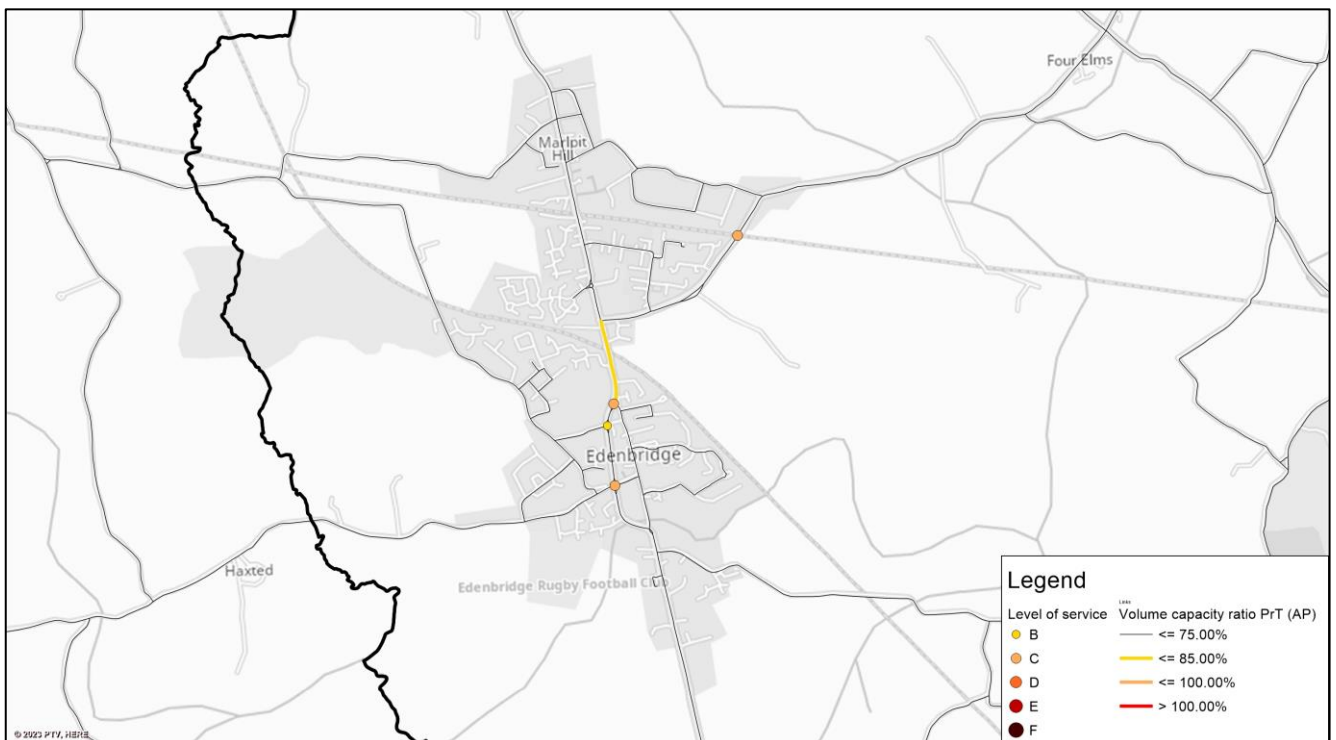 Four Elms
Marlpit
Hill
Edenbridge
Haxted
Edenbridge Rugby Football Club
Legend
Links
Level of service Volume capacity ratio PrT (AP)
B <= 75.00%
C <= 85.00%
D <= 100.00%
E > 100.00%
F
© 2023 PTV, HERE